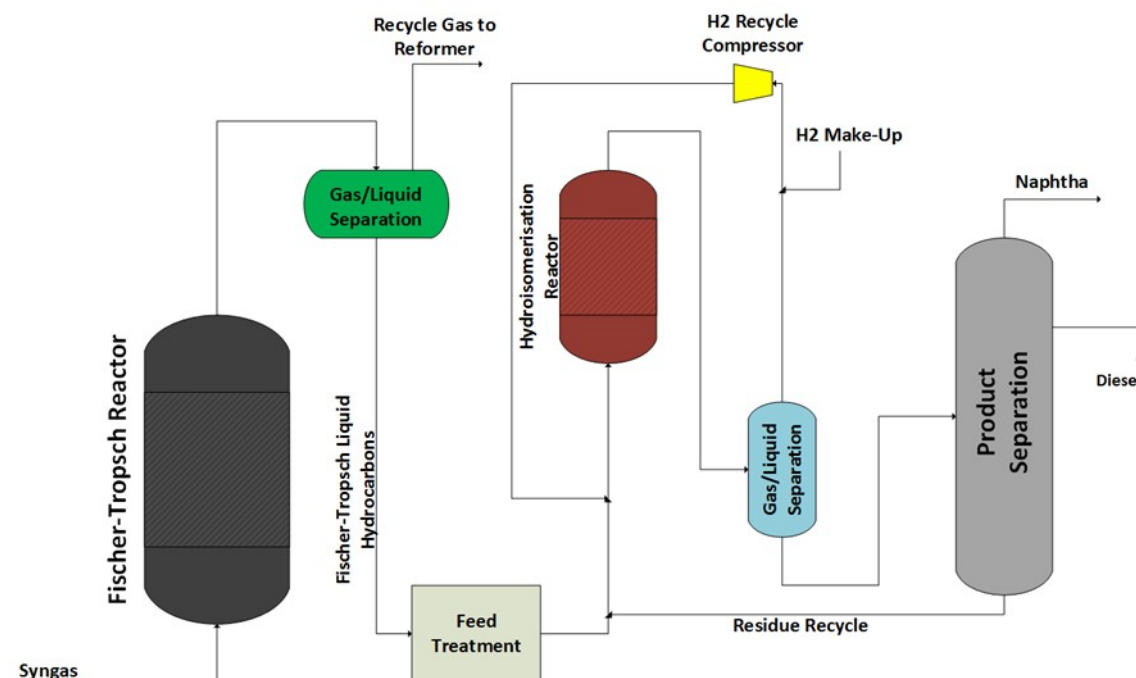 Recycle Gas to
Reformer
H2 Recycle
Compressor
H2 Make-Up
Naphtha
Gas/Liquid
Separation
Hydroisomerisation
Reactor
Fischer-Tropsch Reactor
Fischer-Tropsch Liquid
Hydrocarbons
Gas/Liquid
Separation
Product
Separation
Diese
Feed
Treatment
Residue Recycle
Syngas